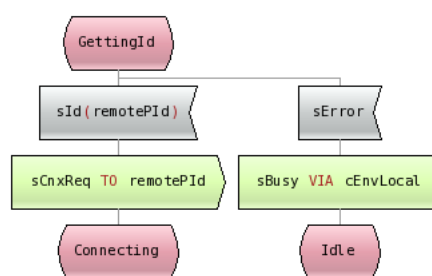 GettingId
sId(remotePId)
sError
sCnxReq TO remotePId
sBusy VIA cEnvLocal
Connecting
Idle